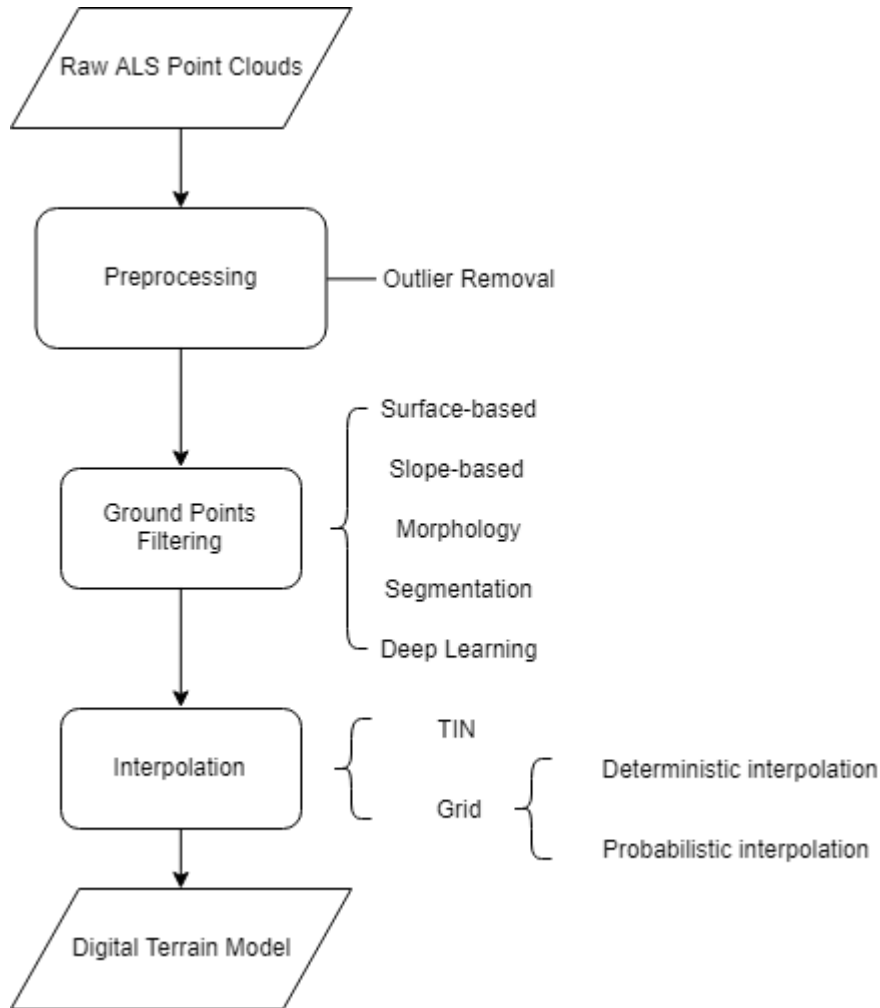 Raw ALS Point Clouds
Preprocessing
Outlier Removal
Surface-based
Slope-based
Ground Points
Filtering
Morphology
Segmentation
Deep Learning
TIN
Interpolation
Deterministic interpolation
Grid
Probabilistic interpolation
Digital Terrain Model